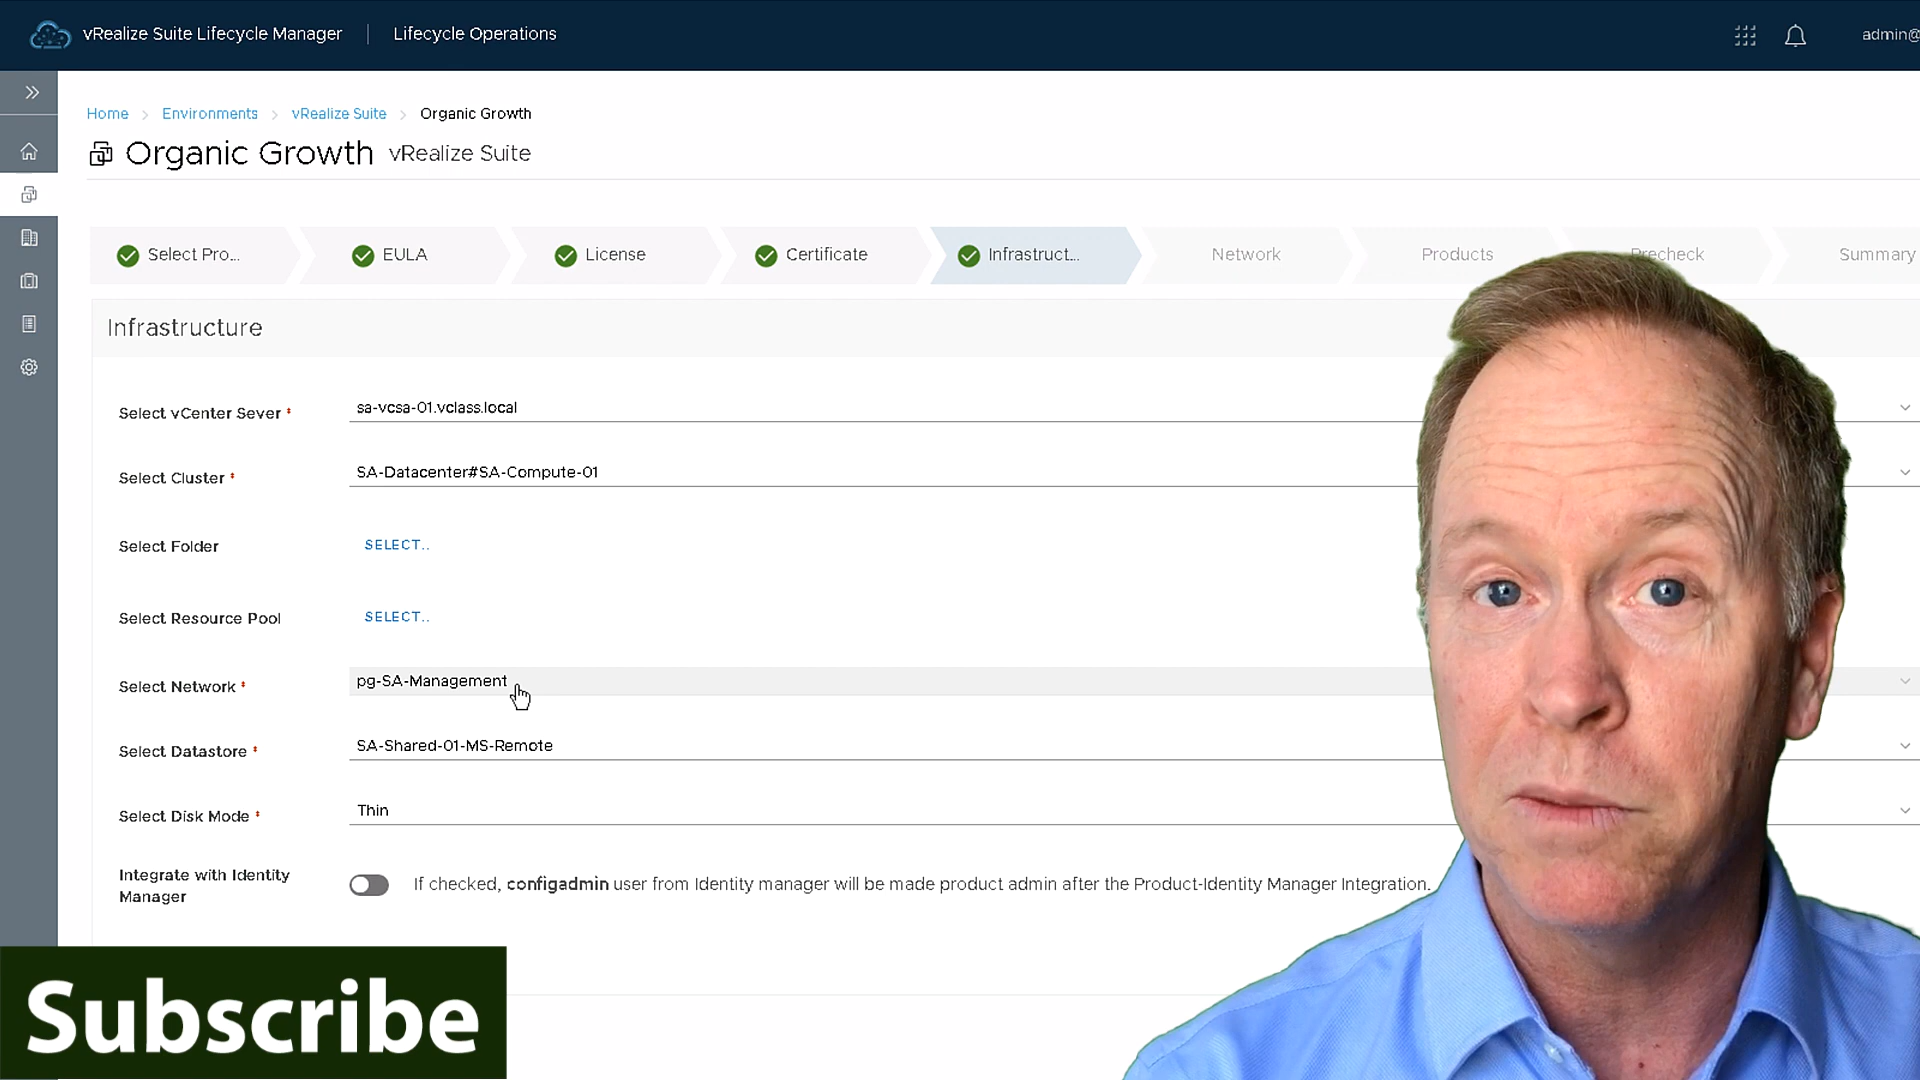 vRealize Suite Lifecycle Manager
Lifecycle Operations
admin@
Home
Environments
vRealize Suite
Organic Growth
Organic Growth vRealize Suite
Select Pro...
EULA
License
Certificate
Infrastruct...
Network
Products
Precheck
Summary
Infrastructure
Select vCenter Sever *
sa-vcsa-01.vclass.local
Select Cluster *
SA-Datacenter#SA-Compute-01
Select Folder
SELECT..
Select Resource Pool
SELECT..
Select Network *
pg-SA-Management
Select Datastore *
SA-Shared-01-MS-Remote
Select Disk Mode *
Thin
Integrate with Identity
Manager
If checked, configadmin user from Identity manager will be made product admin after the Product-Identity Manager Integration.
Subscribe